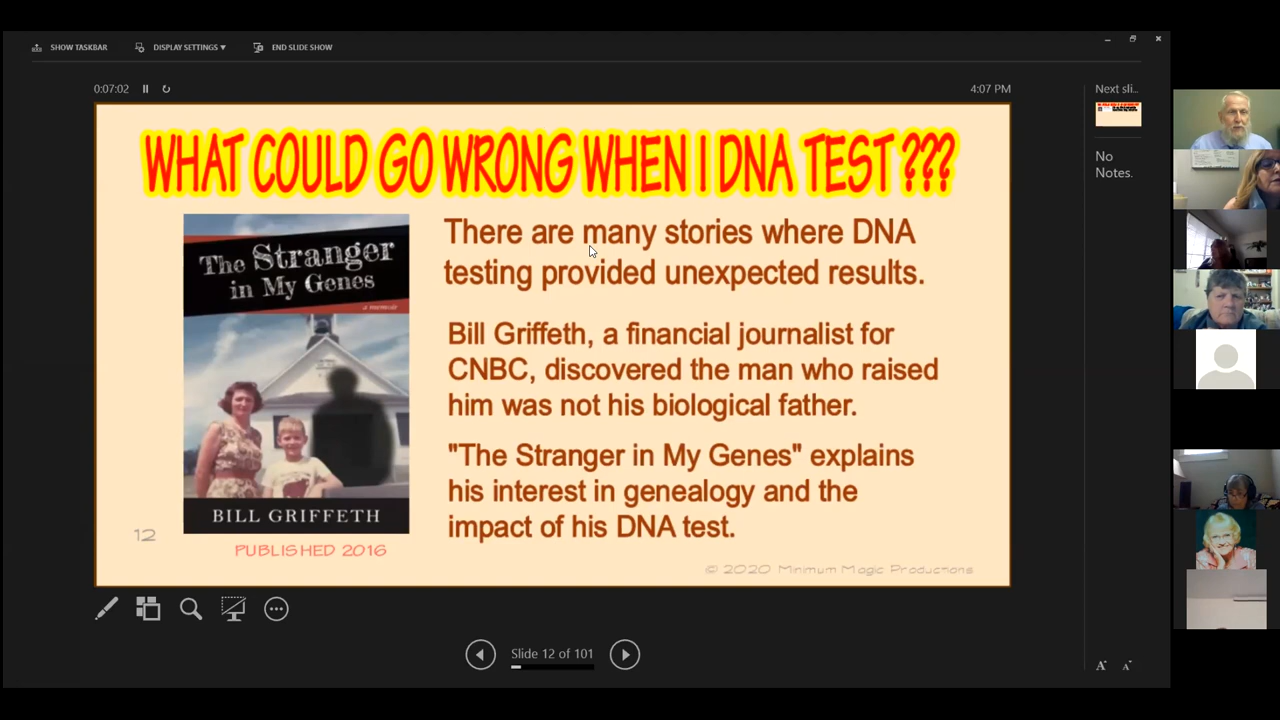 SHOW TASKBAR
DISPLAY SETTINGS ▼
END SLIDE SHOW
0:07:02
4:07 PM
Next sli...
WHAT COULD GO WRONG WHEN I DNA TEST ???
The Stranger
in My Genes
a memoir
BILL GRIFFETH
There are many stories where DNA
testing provided unexpected results.
Bill Griffeth, a financial journalist for
CNBC, discovered the man who raised
him was not his biological father.
"The Stranger in My Genes" explains
his interest in genealogy and the
impact of his DNA test.
12
PUBLISHED 2016
© 2020 Minimum Magic Productions
No
Notes.
Slide 12 of 101
A
A